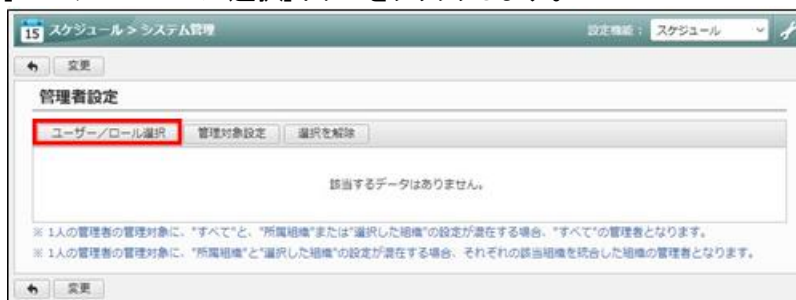 15 スケジュール > システム管理 設定機能： スケジュール
変更
管理者設定
ユーザー／ロール選択 管理対象設定 選択を解除
該当するデータはありません。
※ 1人の管理者の管理対象に、"すべて"と、"所属組織"または"選択した組織"の設定が混在する場合、"すべて"の管理者となります。
※ 1人の管理者の管理対象に、"所属組織"と"選択した組織"の設定が混在する場合、それぞれの該当組織を統合した組織の管理者となります。
変更